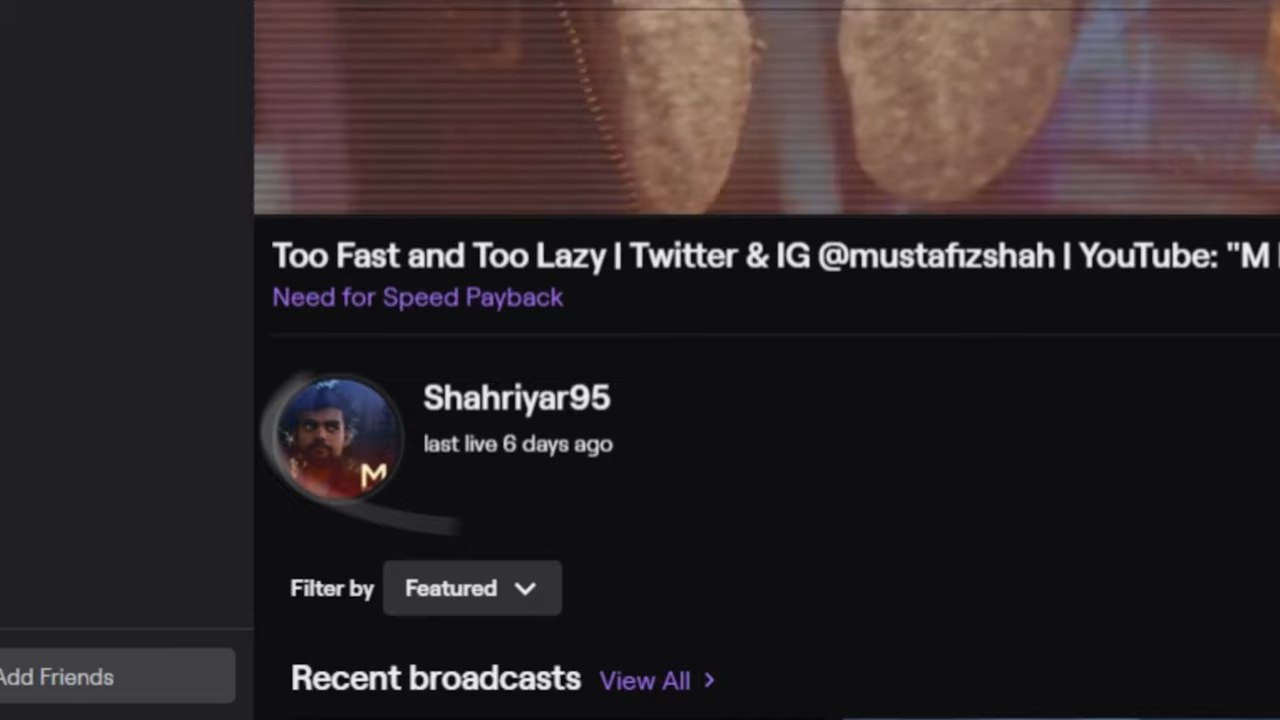 Too Fast and Too Lazy | Twitter & IG @mustafizshah | YouTube: "M
Need for Speed Payback
Shahriyar95
last live 6 days ago
M
Filter by Featured
Add Friends
Recent broadcasts View All